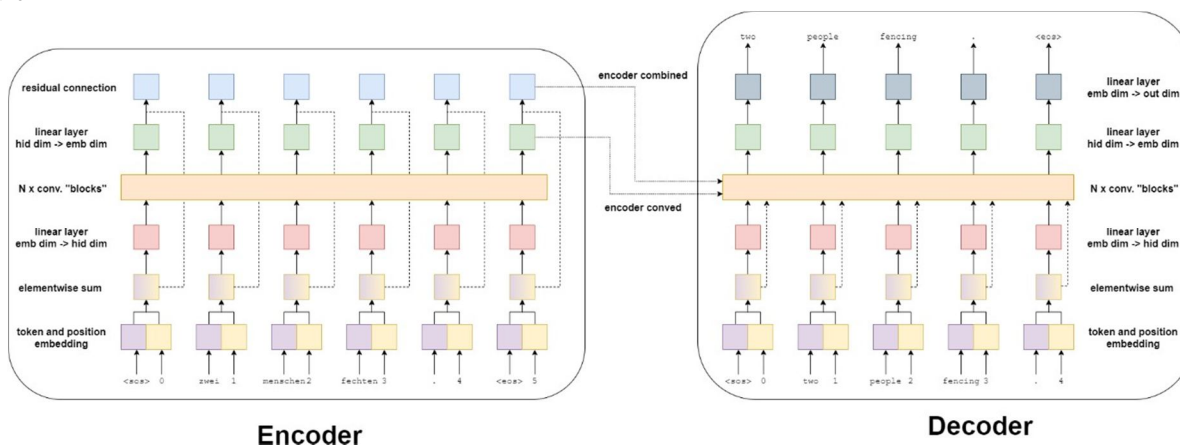 residual connection
linear layer
hid dim -> emb dim
N x conv. "blocks"
linear layer
emb dim -> hid dim
elementwise sum
token and position
embedding
<sos> 0 zwei 1 menschen 2 fechten 3 . 4 <eos> 5
Encoder
encoder combined
encoder conved
two people fencing . <eos>
linear layer
emb dim -> out dim
linear layer
hid dim -> emb dim
N x conv. "blocks"
linear layer
emb dim -> hid dim
elementwise sum
token and position
embedding
<sos> 0 two 1 people 2 fencing 3 . 4
Decoder